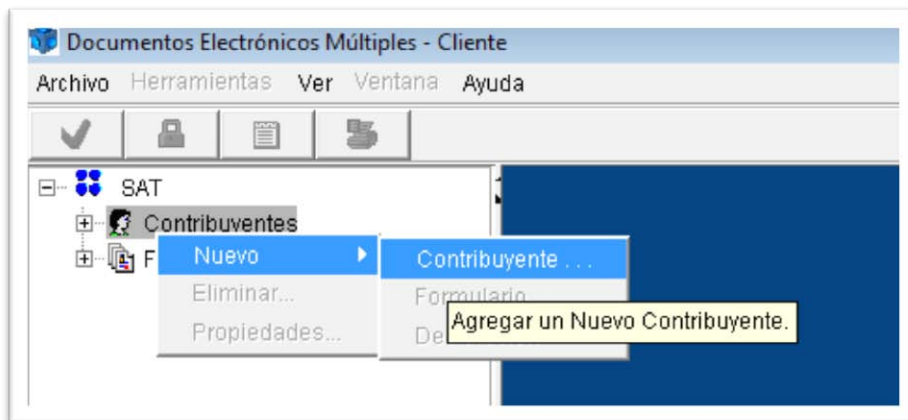 Documentos Electrónicos Múltiples - Cliente
Archivo Herramientas Ver Ventana Ayuda
SAT
Contribuyentes
F
Nuevo
Contribuyente . . .
Eliminar...
Formulario
Agregar un Nuevo Contribuyente.
Propiedades...
De